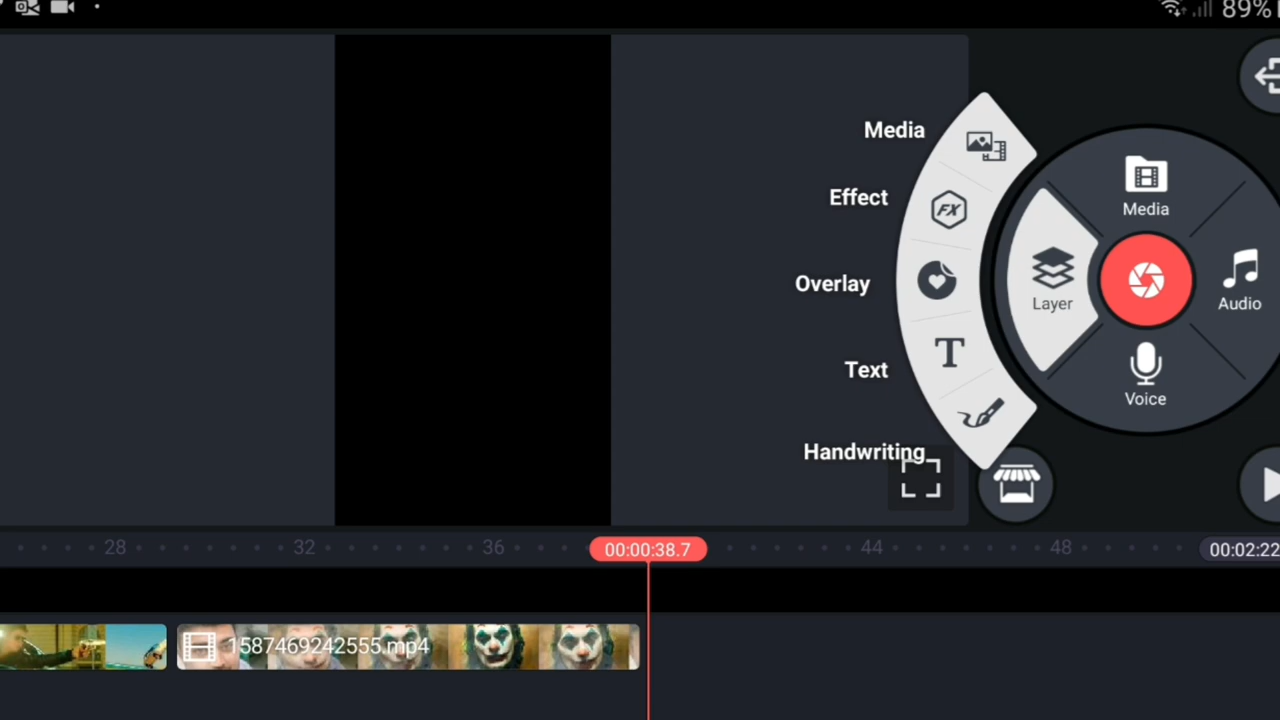 89%
Media
Effect
FX
Overlay
Text
T
Handwriting
Media
Layer
Audio
Voice
28
32
36
00:00:38.7
44
48
00:02:22
1587469242555.mp4